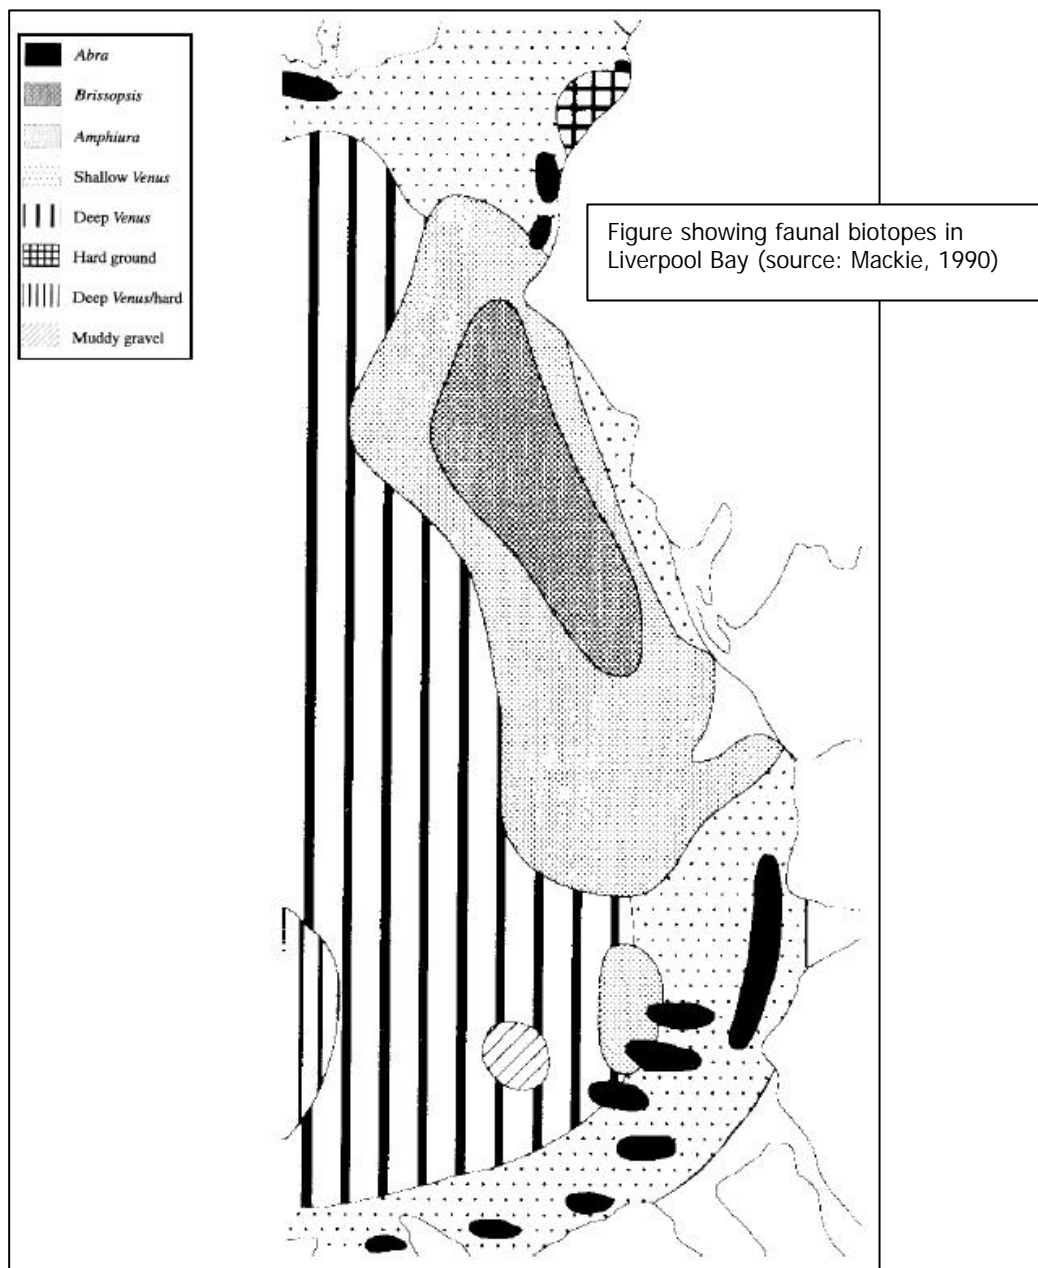 Abra
Brissopsis
Amphiura
Shallow Venus
Deep Venus
Hard ground
Deep Venus/hard
Muddy gravel
Figure showing faunal biotopes in
Liverpool Bay (source: Mackie, 1990)